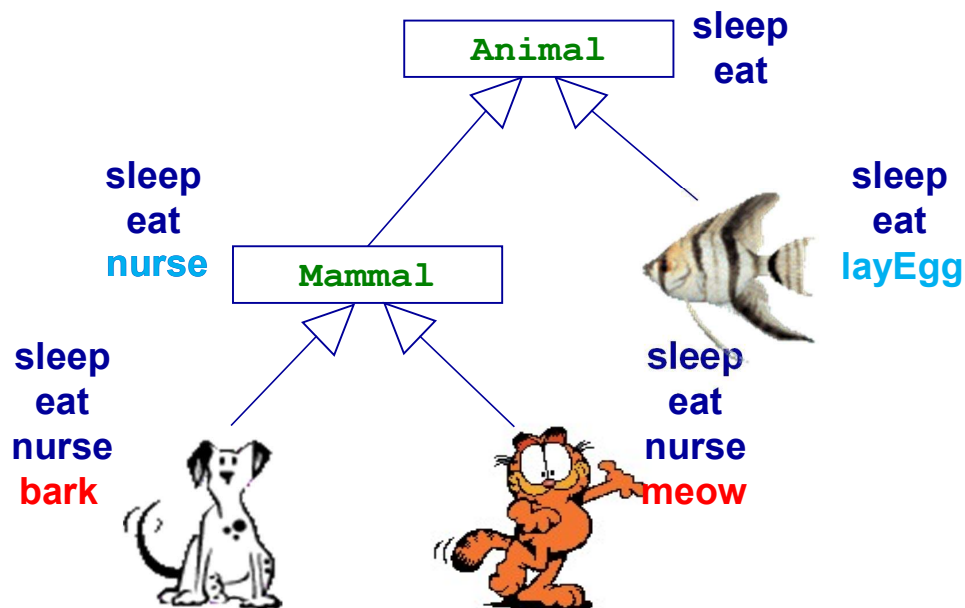 Animal
sleep
eat
sleep
eat
nurse
Mammal
sleep
eat
layEgg
sleep
eat
nurse
bark
sleep
eat
nurse
meow